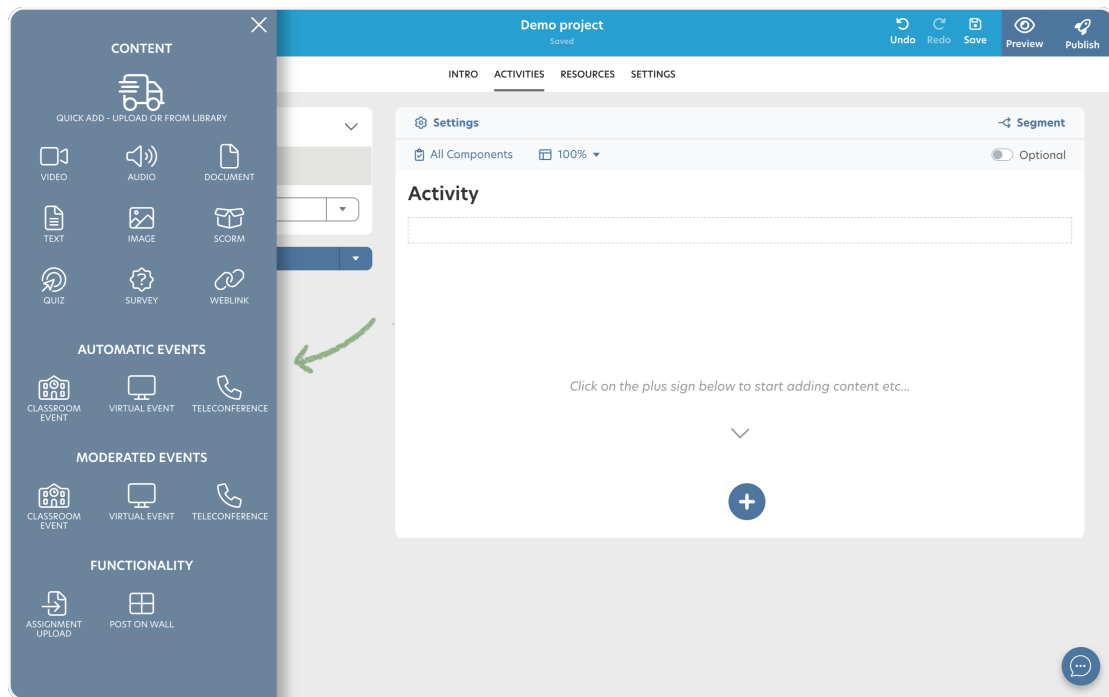 CONTENT
QUICK ADD - UPLOAD OR FROM LIBRARY
VIDEO
AUDIO
DOCUMENT
TEXT
IMAGE
SCORM
QUIZ
SURVEY
WEBLINK
AUTOMATIC EVENTS
CLASSROOM
EVENT
VIRTUAL EVENT
TELECONFERENCE
MODERATED EVENTS
CLASSROOM
EVENT
VIRTUAL EVENT
TELECONFERENCE
FUNCTIONALITY
ASSIGNMENT
UPLOAD
POST ON WALL
Demo project
Saved
Undo
Redo
Save
Preview
Publish
INTRO
ACTIVITIES
RESOURCES
SETTINGS
Settings
Segment
All Components
100%
Optional
Activity
Click on the plus sign below to start adding content etc...